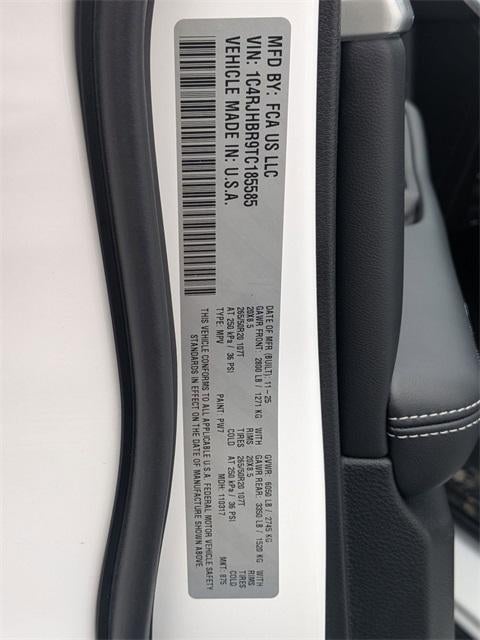 MFD BY: FCA US LLC
VIN: 1C4RJHBR9TC185585
VEHICLE MADE IN: U.S.A.
DATE OF MFR (BUILT): 11-25 GVWR: 6050 LB / 2745 KG
GAWR FRONT: 2800 LB / 1271 KG WITH GAWR REAR: 3350 LB / 1520 KG WITH
20X8.5 RIMS 20X8.5 RIMS
265/50R20 107T TIRES 265/50R20 107T TIRES
AT 250 kPa / 36 PSI COLD AT 250 kPa / 36 PSI COLD
TYPE: MPV PAINT: PW7 MDH: 110317 MKT: 875
THIS VEHICLE CONFORMS TO ALL APPLICABLE U.S.A. FEDERAL MOTOR VEHICLE SAFETY
STANDARDS IN EFFECT ON THE DATE OF MANUFACTURE SHOWN ABOVE.